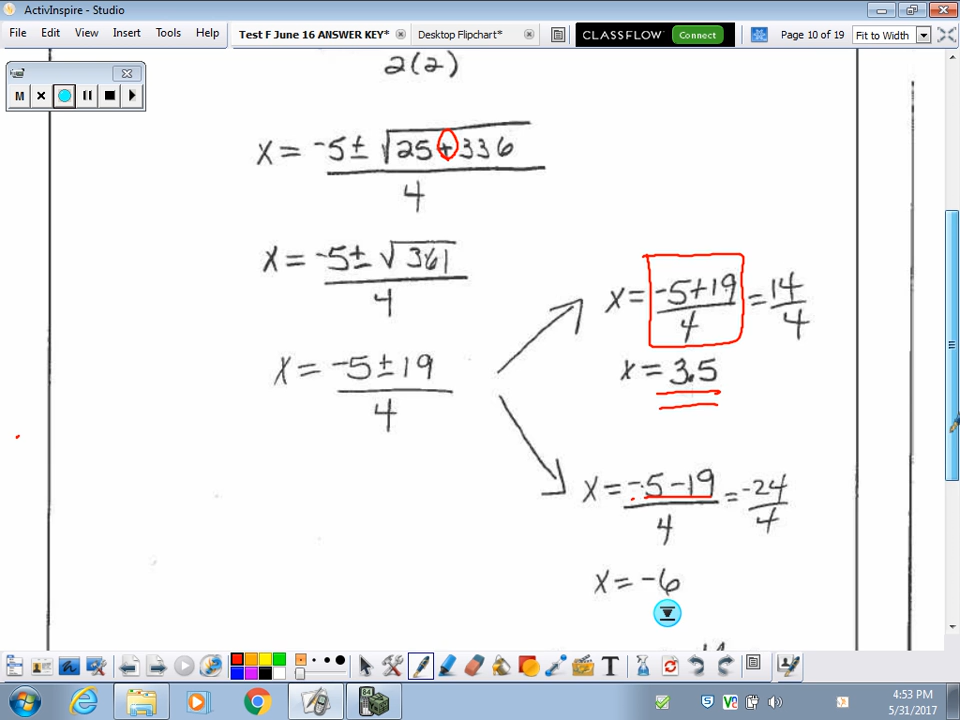 ActivInspire - Studio
File Edit View Insert Tools Help
Test F June 16 ANSWER KEY* Desktop Flipchart* CLASSFLOW Connect Page 10 of 19 Fit to Width
M
2(2)
x = -5 ± √25 + 336
4
x = -5 ± √361
4
x = -5 ± 19
4
x = -5 + 19 = 14
4 4
x = 3.5
x = -5 - 19 = -24
4 4
x = -6
T
84
4:53 PM
5/31/2017